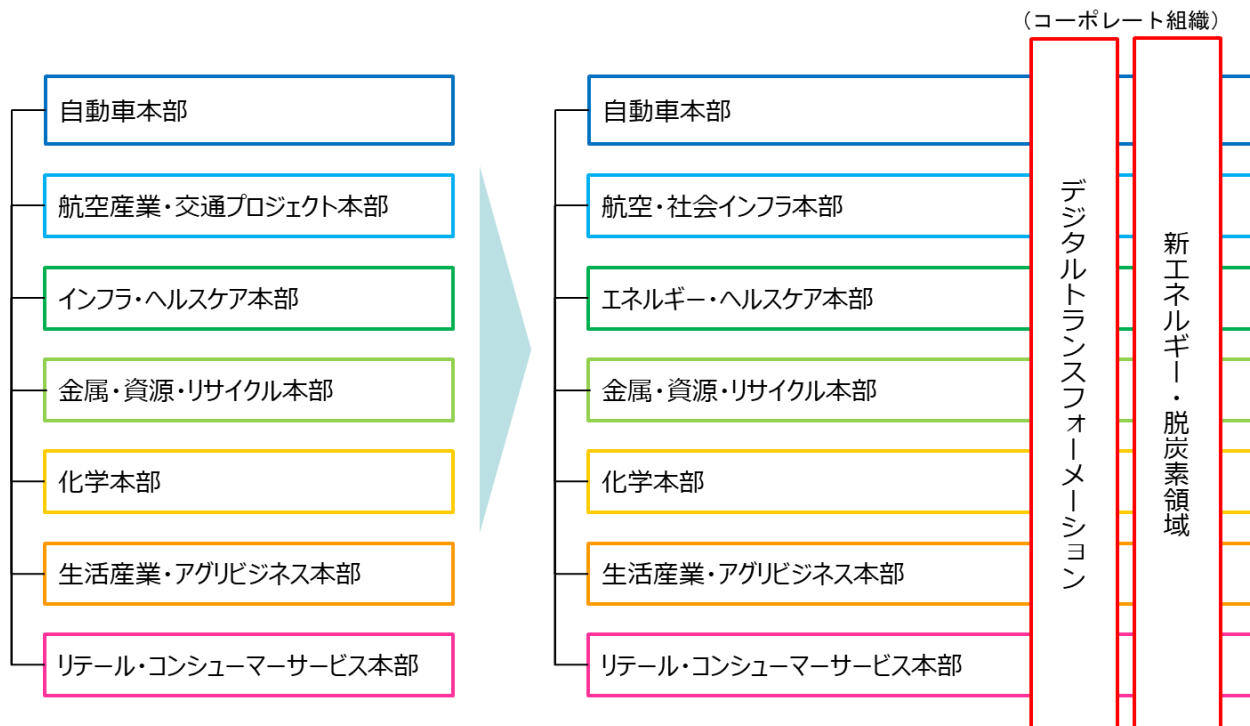 （コーポレート組織）
自動車本部
航空産業・交通プロジェクト本部
インフラ・ヘルスケア本部
金属・資源・リサイクル本部
化学本部
生活産業・アグリビジネス本部
リテール・コンシューマーサービス本部
自動車本部
航空・社会インフラ本部
エネルギー・ヘルスケア本部
金属・資源・リサイクル本部
化学本部
生活産業・アグリビジネス本部
リテール・コンシューマーサービス本部
デジタルトランスフォーメーション
新エネルギー・脱炭素領域